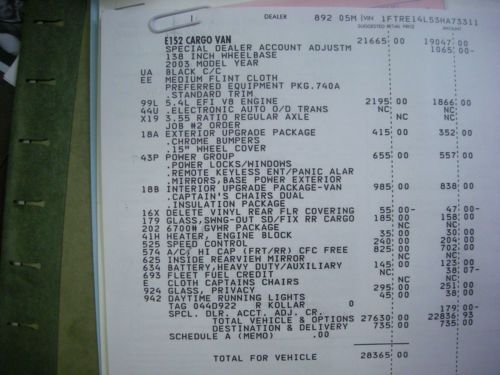 DEALER 892 05M VIN 1FTRE14L53HA73311
SUGGESTED RETAIL PRICE AMOUNT
E152 CARGO VAN 21665 00 19047 00
SPECIAL DEALER ACCOUNT ADJUSTM 1065 00-
138 INCH WHEELBASE
2003 MODEL YEAR
UA BLACK C/C
EE MEDIUM FLINT CLOTH
PREFERRED EQUIPMENT PKG.740A
.STANDARD TRIM
99L 5.4L EFI V8 ENGINE 2195 00 1866 00
44U .ELECTRONIC AUTO O/D TRANS NC NC
X19 3.55 RATIO REGULAR AXLE NC NC
JOB #2 ORDER
18A EXTERIOR UPGRADE PACKAGE 415 00 352 00
.CHROME BUMPERS
.15" WHEEL COVER
43P POWER GROUP 655 00 557 00
.POWER LOCKS/WINDOWS
.REMOTE KEYLESS ENT/PANIC ALAR
.MIRRORS,BASE POWER EXTERIOR
18B INTERIOR UPGRADE PACKAGE-VAN 985 00 838 00
.CAPTAIN'S CHAIRS DUAL
.INSULATION PACKAGE
16X DELETE VINYL REAR FLR COVERING 55 00- 47 00-
179 GLASS,SWNG-OUT SD/FIX RR CARGO 185 00 158 00
202 6700# GVWR PACKAGE NC NC
41H HEATER, ENGINE BLOCK 35 00 30 00
525 SPEED CONTROL 240 00 204 00
574 A/C HI CAP (FRT/RR) CFC FREE 825 00 702 00
625 INSIDE REARVIEW MIRROR NC NC
634 BATTERY,HEAVY DUTY/AUXILIARY 145 00 123 00
693 FLEET FUEL CREDIT NC 38 07-
E CLOTH CAPTAINS CHAIRS NC NC
924 GLASS, PRIVACY 295 00 251 00
942 DAYTIME RUNNING LIGHTS 45 00 38 00
TAG 044D922 R KOLLAR 0
SPCL. DLR. ACCT. ADJ. CR. 179 00-
TOTAL VEHICLE & OPTIONS 27630 00 22836 93
DESTINATION & DELIVERY 735 00 735 00
SCHEDULE A (MEMO) .00
TOTAL FOR VEHICLE 28365 00